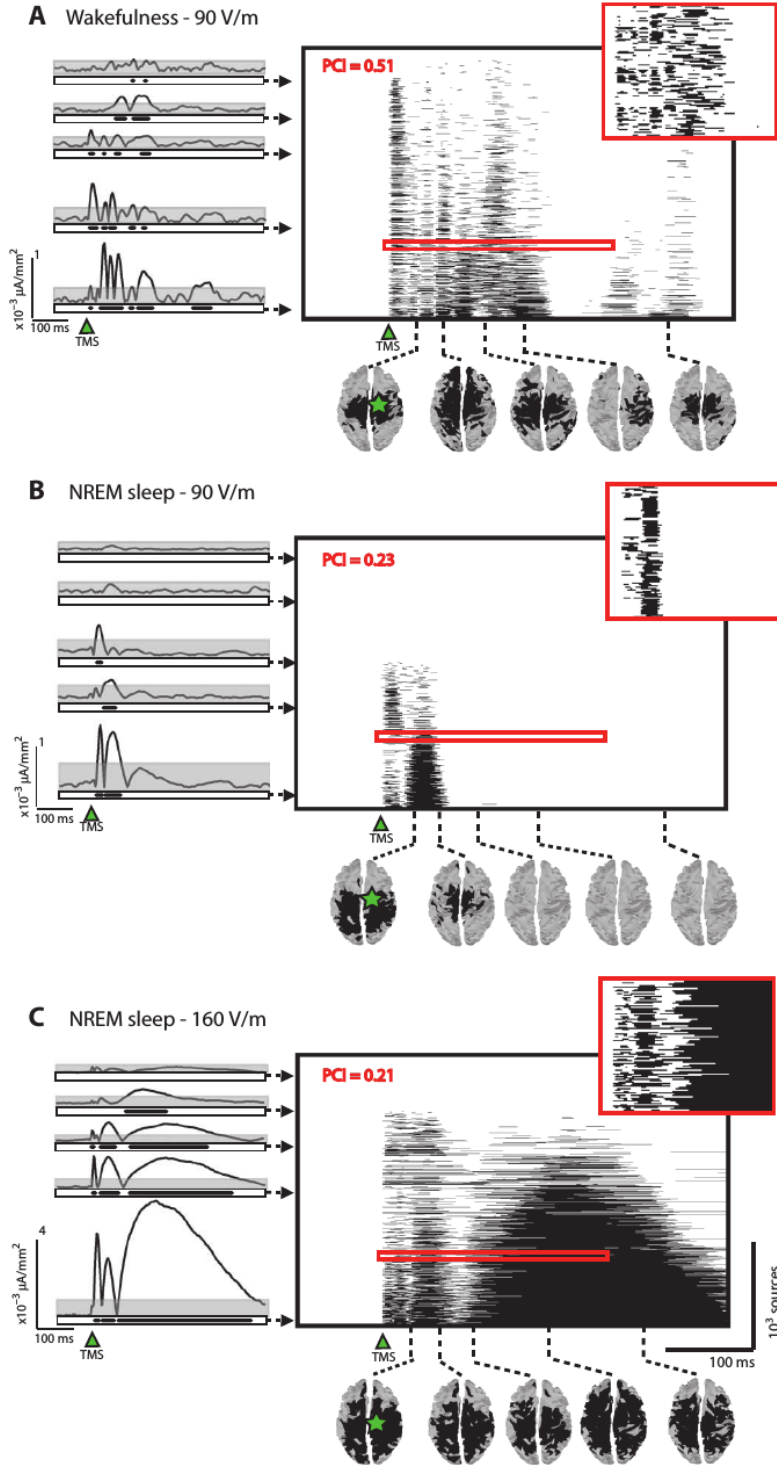 A Wakefulness - 90 V/m
PCI = 0.51
1
x10⁻³ µA/mm²
100 ms
TMS
TMS
B NREM sleep - 90 V/m
PCI = 0.23
1
x10⁻³ µA/mm²
100 ms
TMS
TMS
C NREM sleep - 160 V/m
PCI = 0.21
4
x10⁻³ µA/mm²
100 ms
TMS
TMS
10³ sources
100 ms